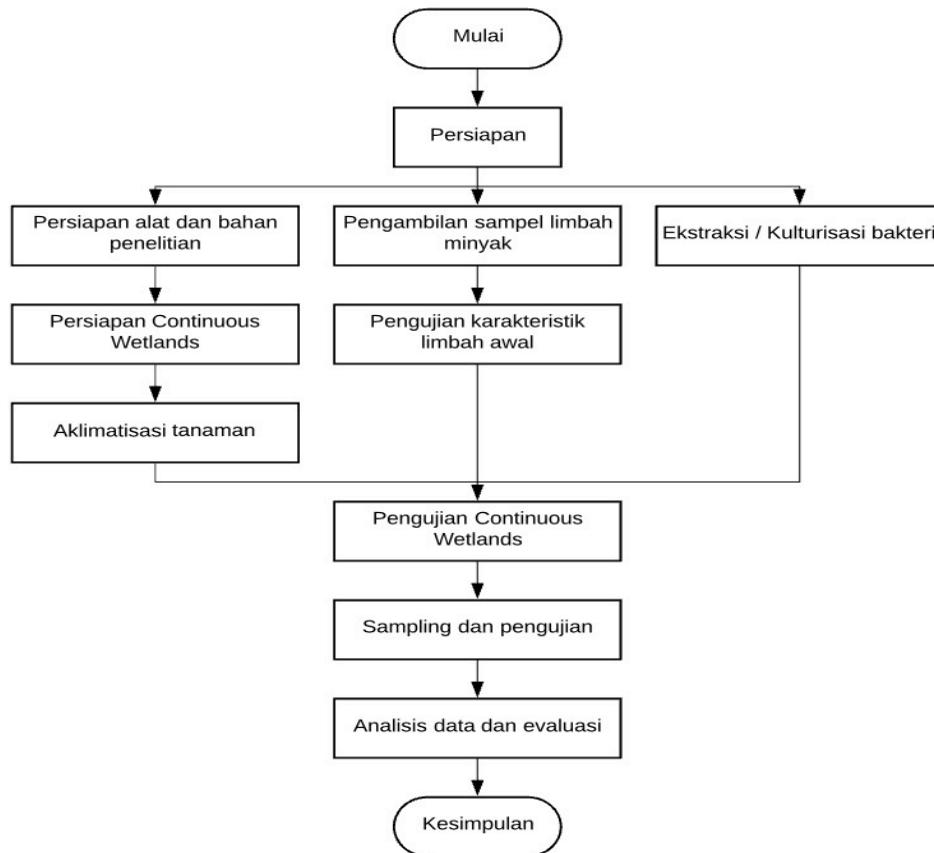 Mulai
Persiapan
Persiapan alat dan bahan
penelitian
Pengambilan sampel limbah
minyak
Ekstraksi / Kulturisasi bakteri
Persiapan Continuous
Wetlands
Pengujian karakteristik
limbah awal
Aklimatisasi tanaman
Pengujian Continuous
Wetlands
Sampling dan pengujian
Analisis data dan evaluasi
Kesimpulan